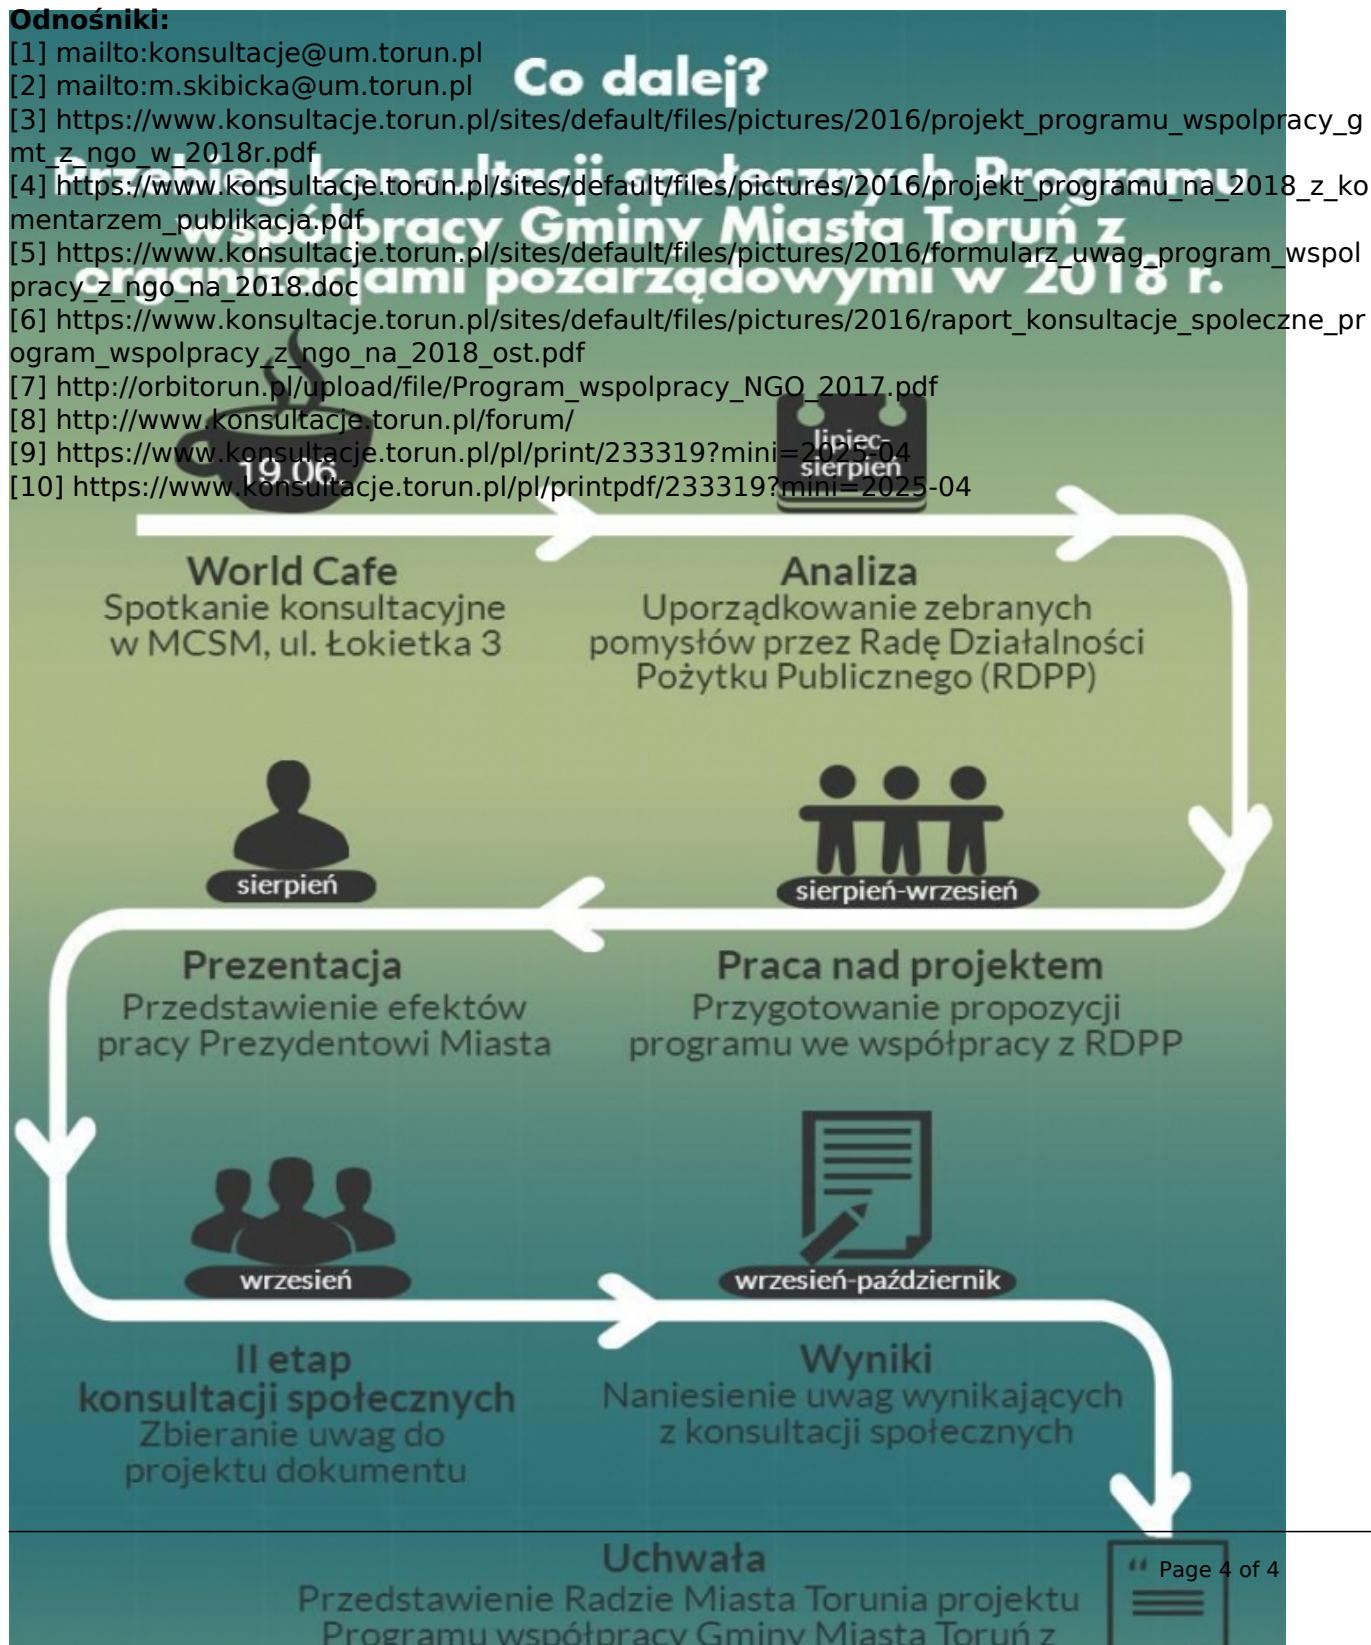 Odnośniki:
[1] mailto:konsultacje@um.torun.pl
[2] mailto:m.skibicka@um.torun.pl
[3] https://www.konsultacje.torun.pl/sites/default/files/pictures/2016/projekt_programu_wspolpracy_g
mt_z_ngo_w_2018r.pdf
[4] https://www.konsultacje.torun.pl/sites/default/files/pictures/2016/projekt_programu_na_2018_z_ko
mentarzem_publikacja.pdf
[5] https://www.konsultacje.torun.pl/sites/default/files/pictures/2016/formularz_uwag_program_wspol
pracy_z_ngo_na_2018.doc
[6] https://www.konsultacje.torun.pl/sites/default/files/pictures/2016/raport_konsultacje_spoleczne_pr
ogram_wspolpracy_z_ngo_na_2018_ost.pdf
[7] http://orbitorun.pl/upload/file/Program_wspolpracy_NGO_2017.pdf
[8] http://www.konsultacje.torun.pl/forum/
[9] https://www.konsultacje.torun.pl/pl/print/233319?mini=2025-04
[10] https://www.konsultacje.torun.pl/pl/printpdf/233319?mini=2025-04
Co dalej?
Przebieg konsultacji społecznych Programu
współpracy Gminy Miasta Toruń z
organizacjami pozarządowymi w 2018 r.
19.06.
World Cafe
Spotkanie konsultacyjne
w MCSM, ul. Łokietka 3
lipiec-
sierpień
Analiza
Uporządkowanie zebranych
pomysłów przez Radę Działalności
Pożytku Publicznego (RDPP)
sierpień-wrzesień
Praca nad projektem
Przygotowanie propozycji
programu we współpracy z RDPP
sierpień
Prezentacja
Przedstawienie efektów
pracy Prezydentowi Miasta
wrzesień
II etap
konsultacji społecznych
Zbieranie uwag do
projektu dokumentu
wrzesień-październik
Wyniki
Naniesienie uwag wynikających
z konsultacji społecznych
Uchwała
Przedstawienie Radzie Miasta Torunia projektu
Programu współpracy Gminy Miasta Toruń z
Page 4 of 4